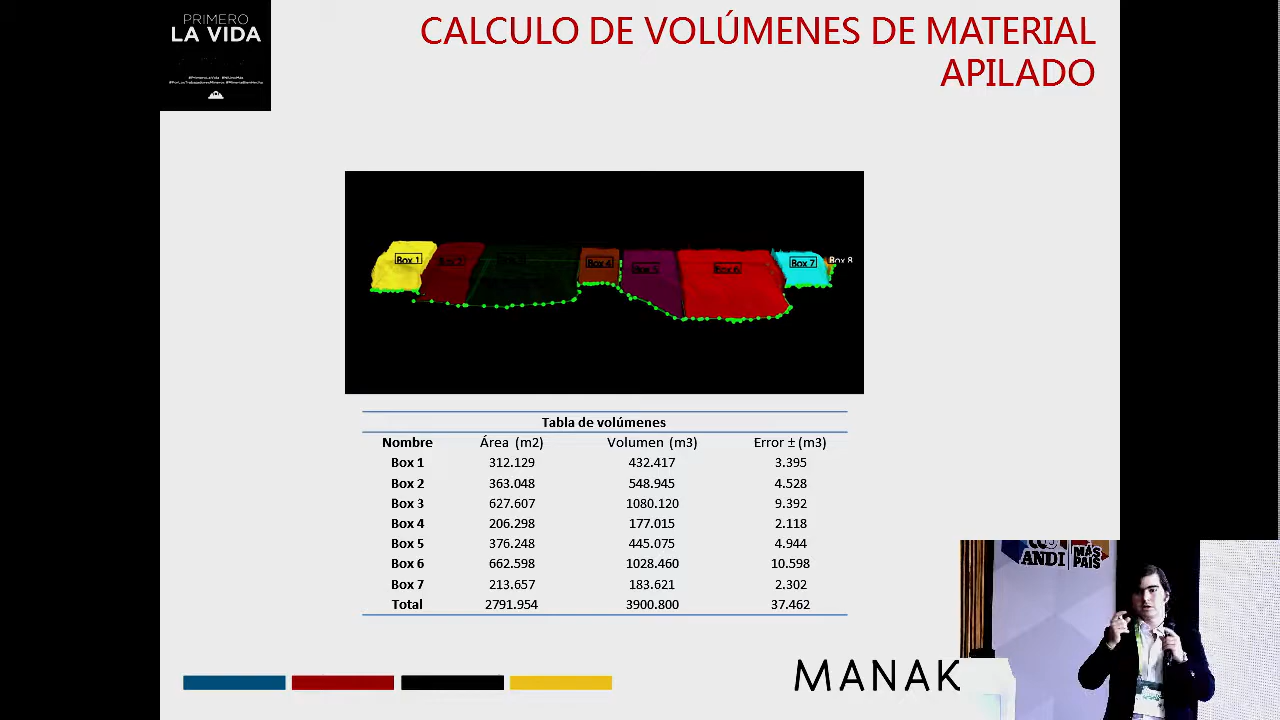 PRIMERO
LA VIDA
CALCULO DE VOLÚMENES DE MATERIAL
APILADO
Box 1
Box 2
Box 4
Box 5
Box 6
Box 7
Box 8
Tabla de volúmenes
Nombre Área (m2) Volumen (m3) Error ± (m3)
Box 1 312.129 432.417 3.395
Box 2 363.048 548.945 4.528
Box 3 627.607 1080.120 9.392
Box 4 206.298 177.015 2.118
Box 5 376.248 445.075 4.944
Box 6 662.598 1028.460 10.598
Box 7 213.657 183.621 2.302
Total 2791.954 3900.800 37.462
MANAK
ANDI
MÁS
PAÍS